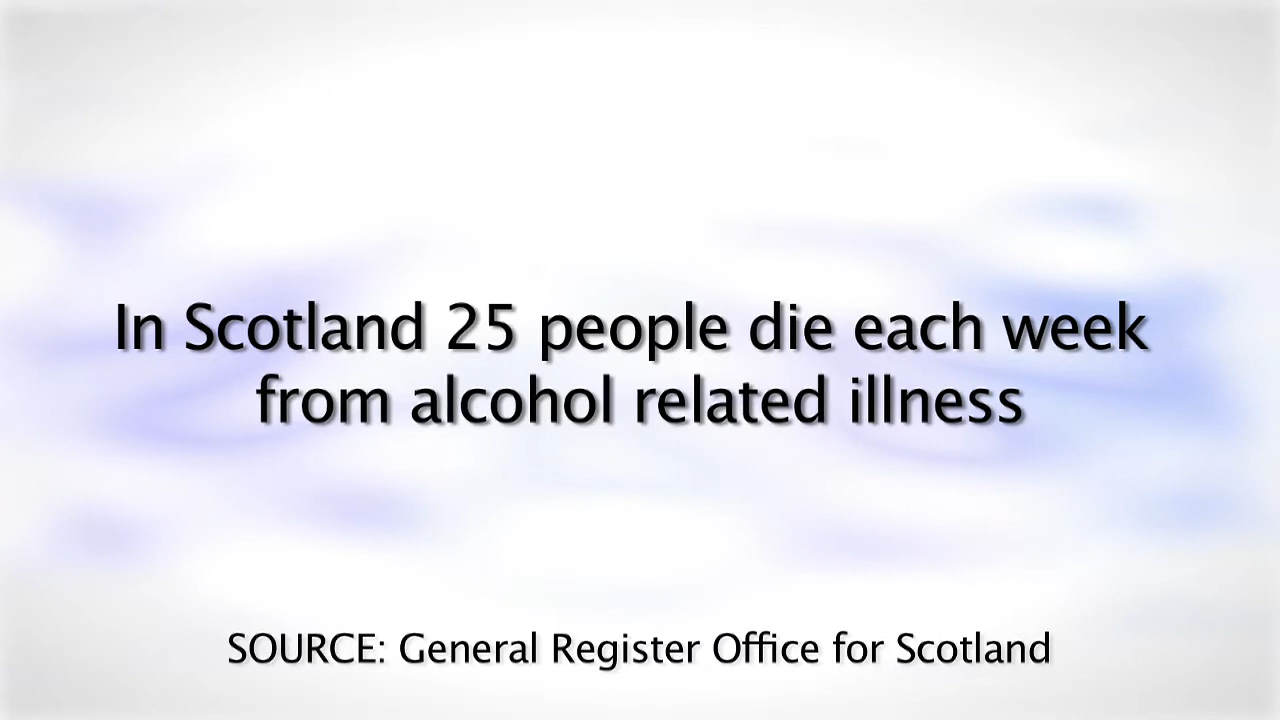 In Scotland 25 people die each week
from alcohol related illness
SOURCE: General Register Office for Scotland